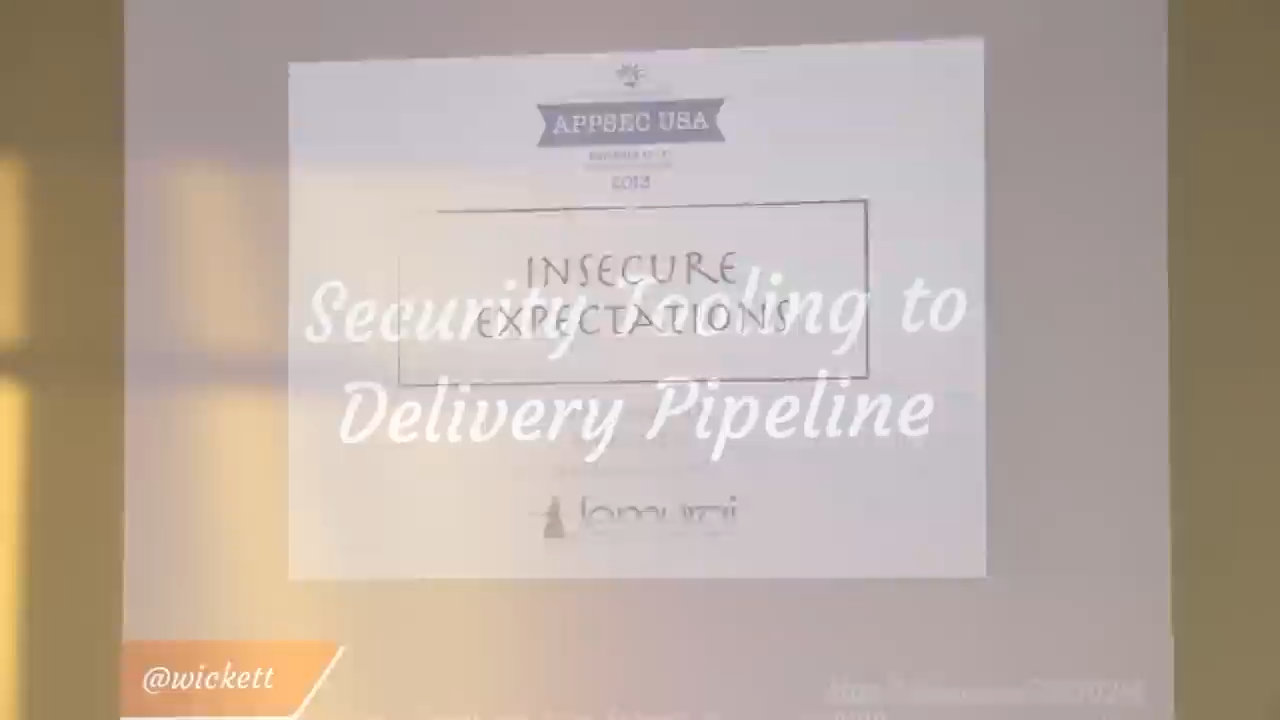 APPSEC USA
2013
INSECURE
EXPECTATIONS
Security Tooling to
Delivery Pipeline
@wickett